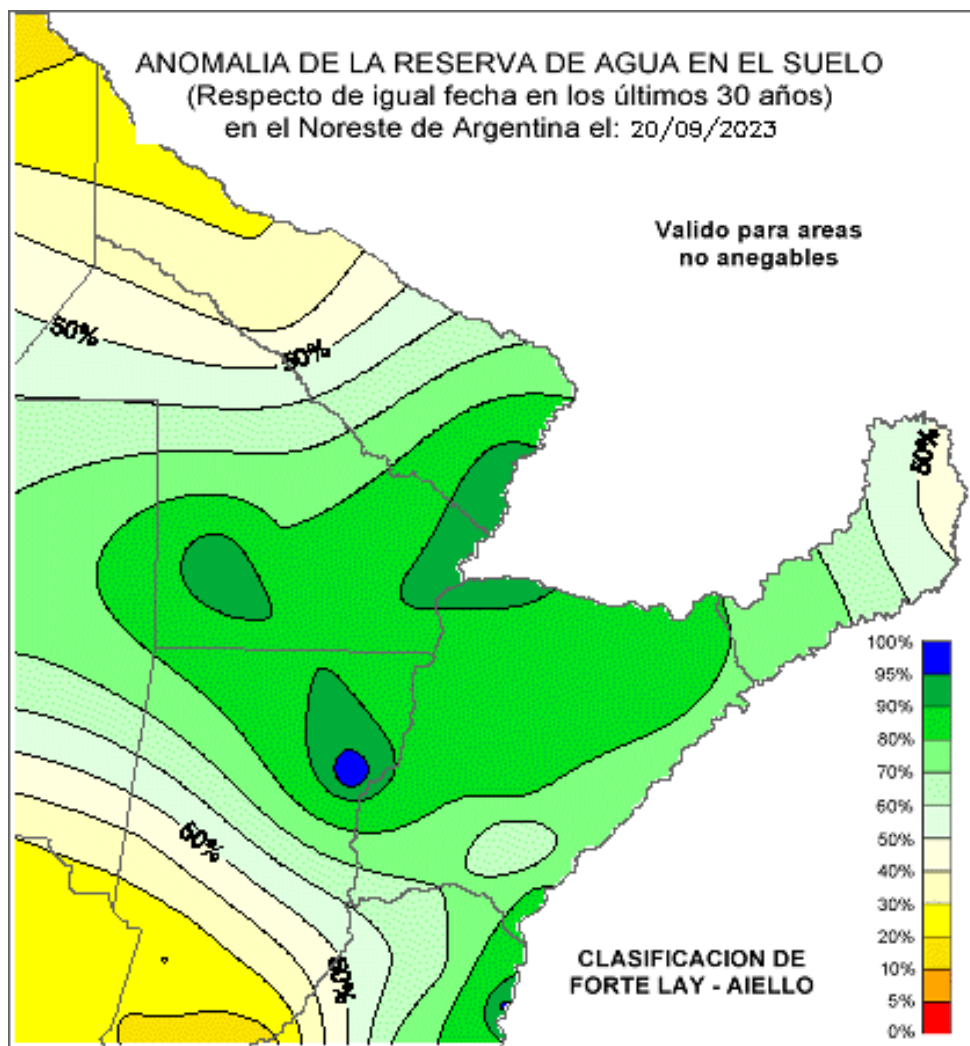 ANOMALIA DE LA RESERVA DE AGUA EN EL SUELO
(Respecto de igual fecha en los últimos 30 años)
en el Noreste de Argentina el: 20/09/2023
Valido para areas
no anegables
50%
50%
50%
50%
50%
100%
95%
90%
80%
70%
60%
50%
40%
30%
20%
10%
5%
0%
CLASIFICACION DE
FORTE LAY - AIELLO